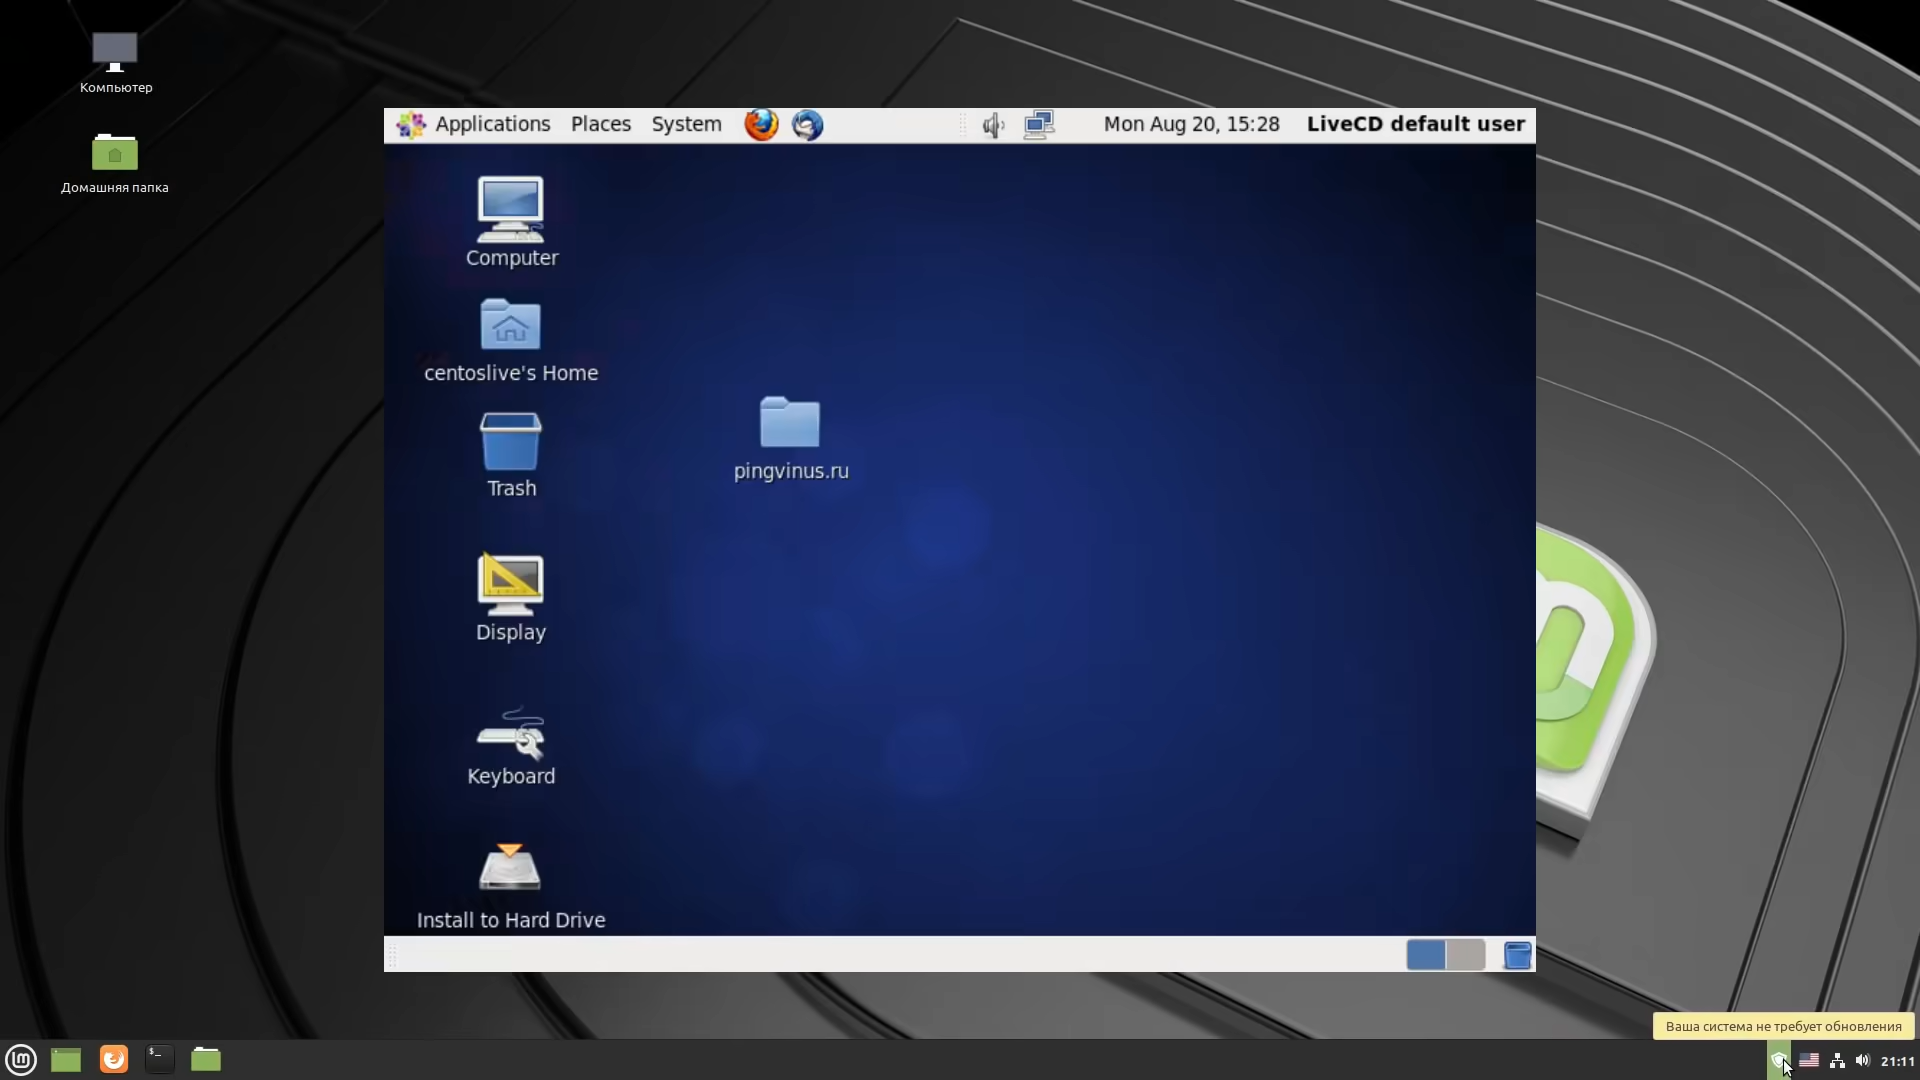 Компьютер
Домашняя папка
Applications Places System Mon Aug 20, 15:28 LiveCD default user
Computer
centoslive's Home
Trash
pingvinus.ru
Display
Keyboard
Install to Hard Drive
Ваша система не требует обновления
lm $_ 21:11